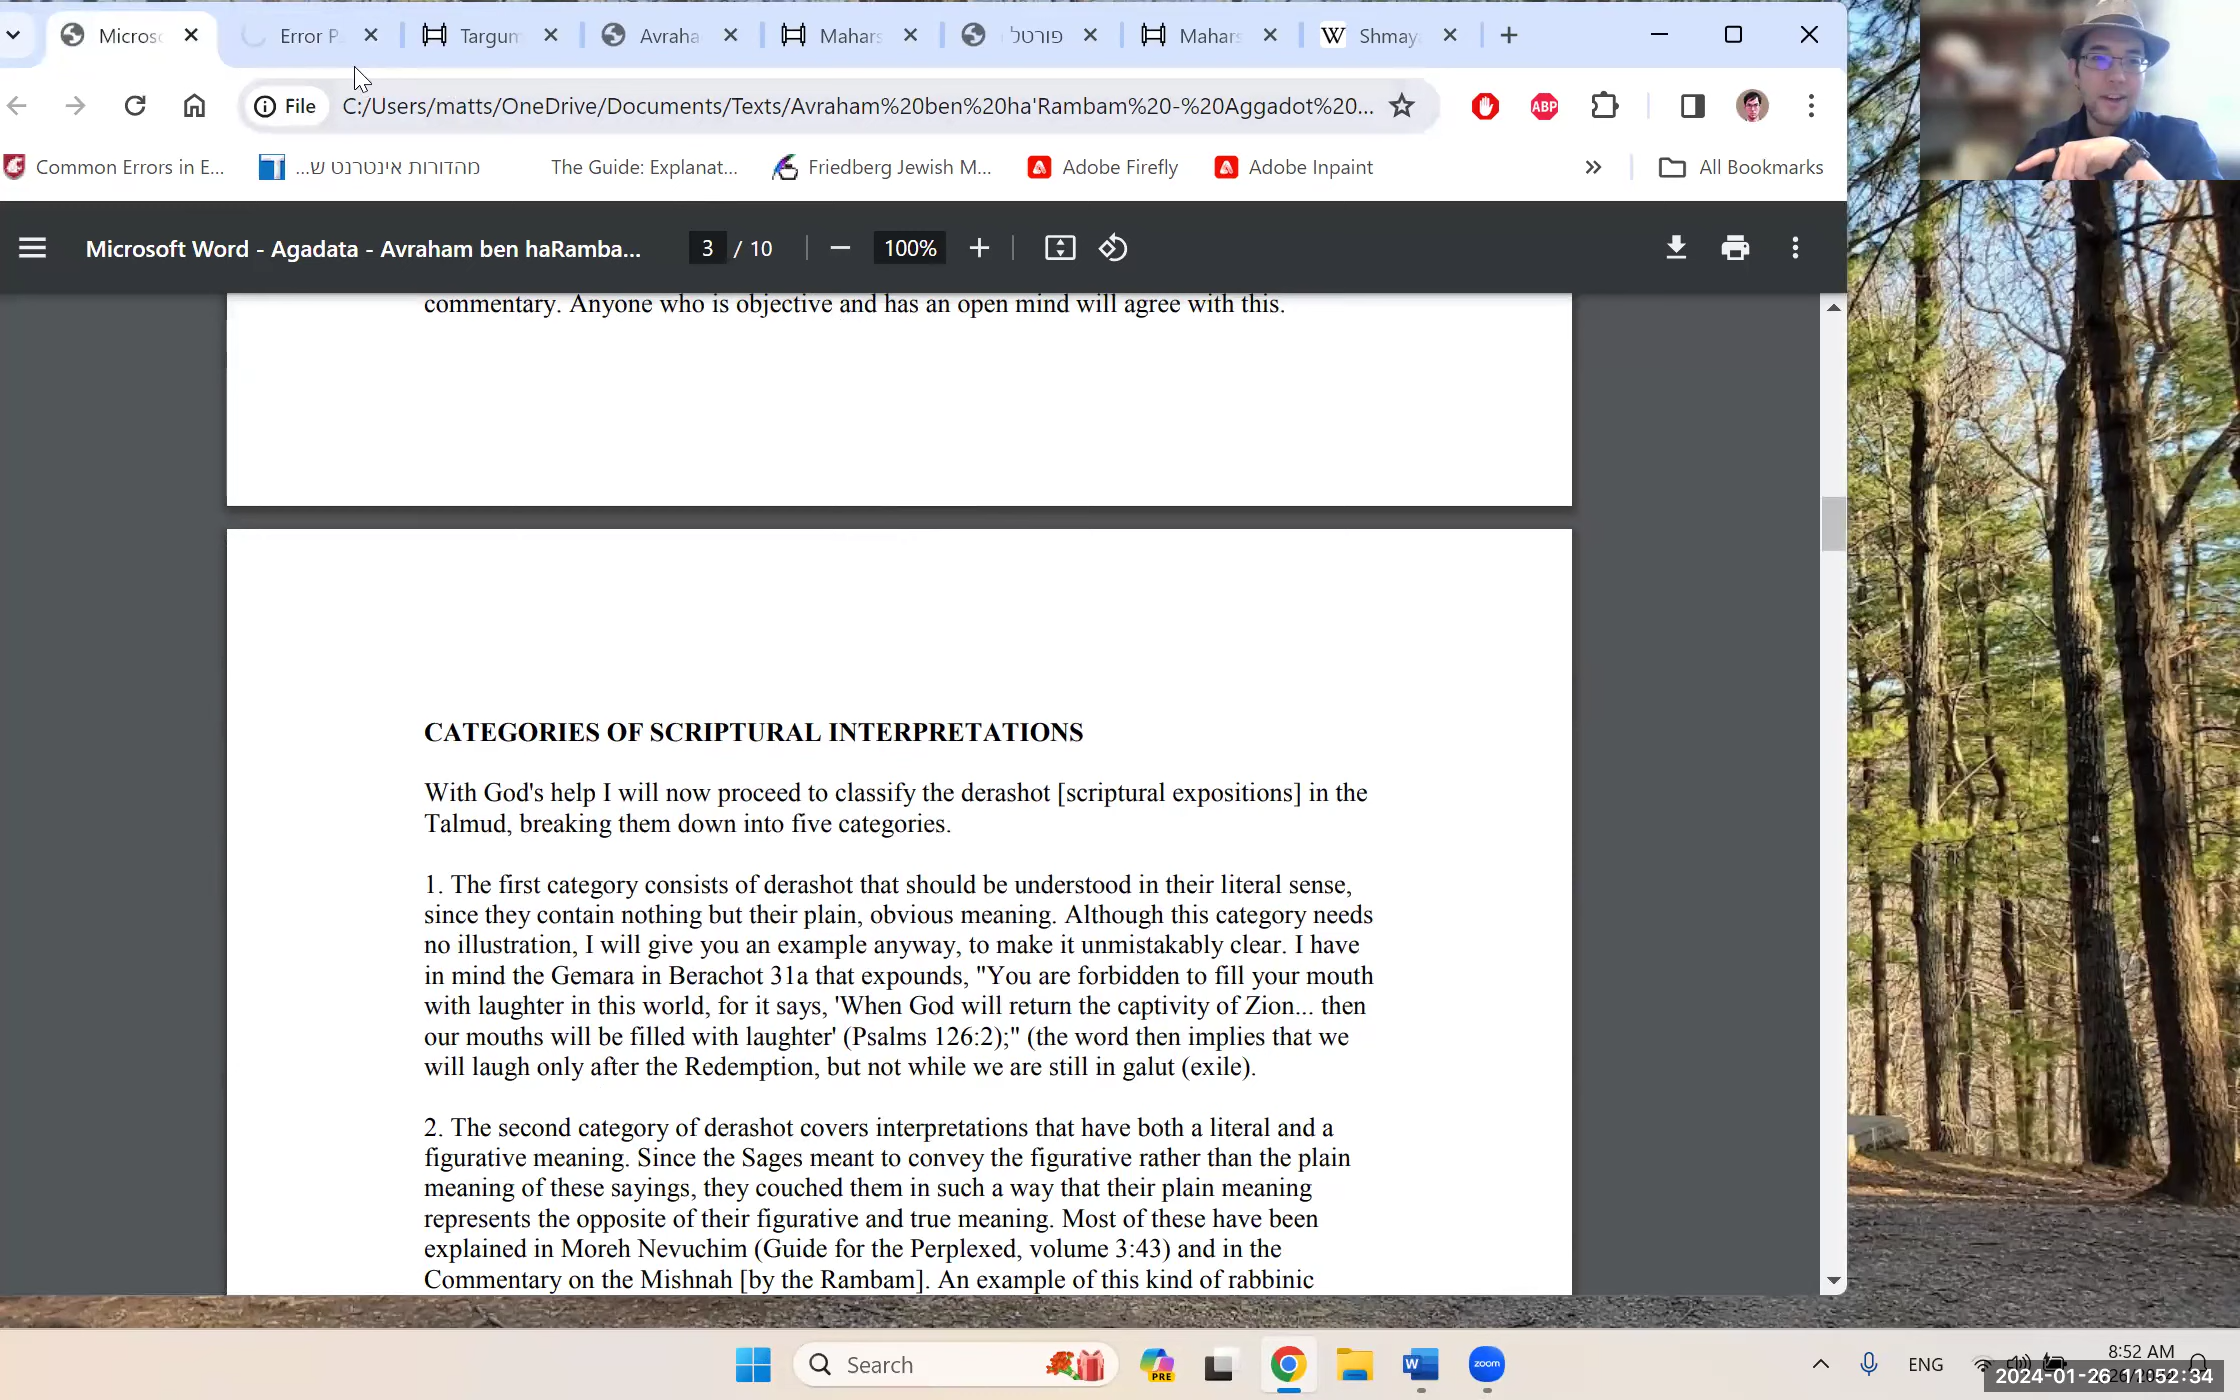 Micros
Error P
Targum
Avraha
Mahars
פורטל
Mahars
W Shmay
File
C:/Users/matts/OneDrive/Documents/Texts/Avraham%20ben%20ha'Rambam%20-%20Aggadot%20...
ABP
Common Errors in E...
מהדורות אינטרנט ש...
The Guide: Explanat...
Friedberg Jewish M...
Adobe Firefly
Adobe Inpaint
All Bookmarks
Microsoft Word - Agadata - Avraham ben haRamba...
3 / 10
100%
commentary. Anyone who is objective and has an open mind will agree with this.
CATEGORIES OF SCRIPTURAL INTERPRETATIONS
With God's help I will now proceed to classify the derashot [scriptural expositions] in the
Talmud, breaking them down into five categories.
1. The first category consists of derashot that should be understood in their literal sense,
since they contain nothing but their plain, obvious meaning. Although this category needs
no illustration, I will give you an example anyway, to make it unmistakably clear. I have
in mind the Gemara in Berachot 31a that expounds, "You are forbidden to fill your mouth
with laughter in this world, for it says, 'When God will return the captivity of Zion... then
our mouths will be filled with laughter' (Psalms 126:2);" (the word then implies that we
will laugh only after the Redemption, but not while we are still in galut (exile).
2. The second category of derashot covers interpretations that have both a literal and a
figurative meaning. Since the Sages meant to convey the figurative rather than the plain
meaning of these sayings, they couched them in such a way that their plain meaning
represents the opposite of their figurative and true meaning. Most of these have been
explained in Moreh Nevuchim (Guide for the Perplexed, volume 3:43) and in the
Commentary on the Mishnah [by the Rambam]. An example of this kind of rabbinic
Search
PRE
W
zoom
ENG
8:52 AM
2024-01-26 11:52:34